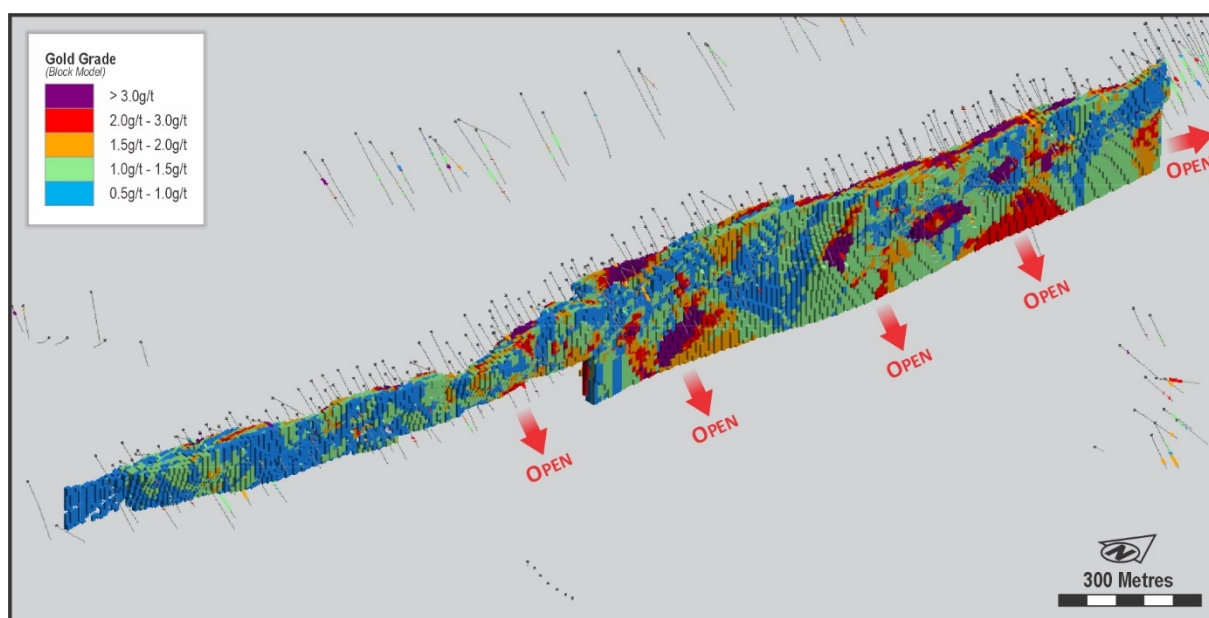 Gold Grade
(Block Model)
> 3.0g/t
2.0g/t - 3.0g/t
1.5g/t - 2.0g/t
1.0g/t - 1.5g/t
0.5g/t - 1.0g/t
OPEN
OPEN
OPEN
OPEN
OPEN
N
300 Metres